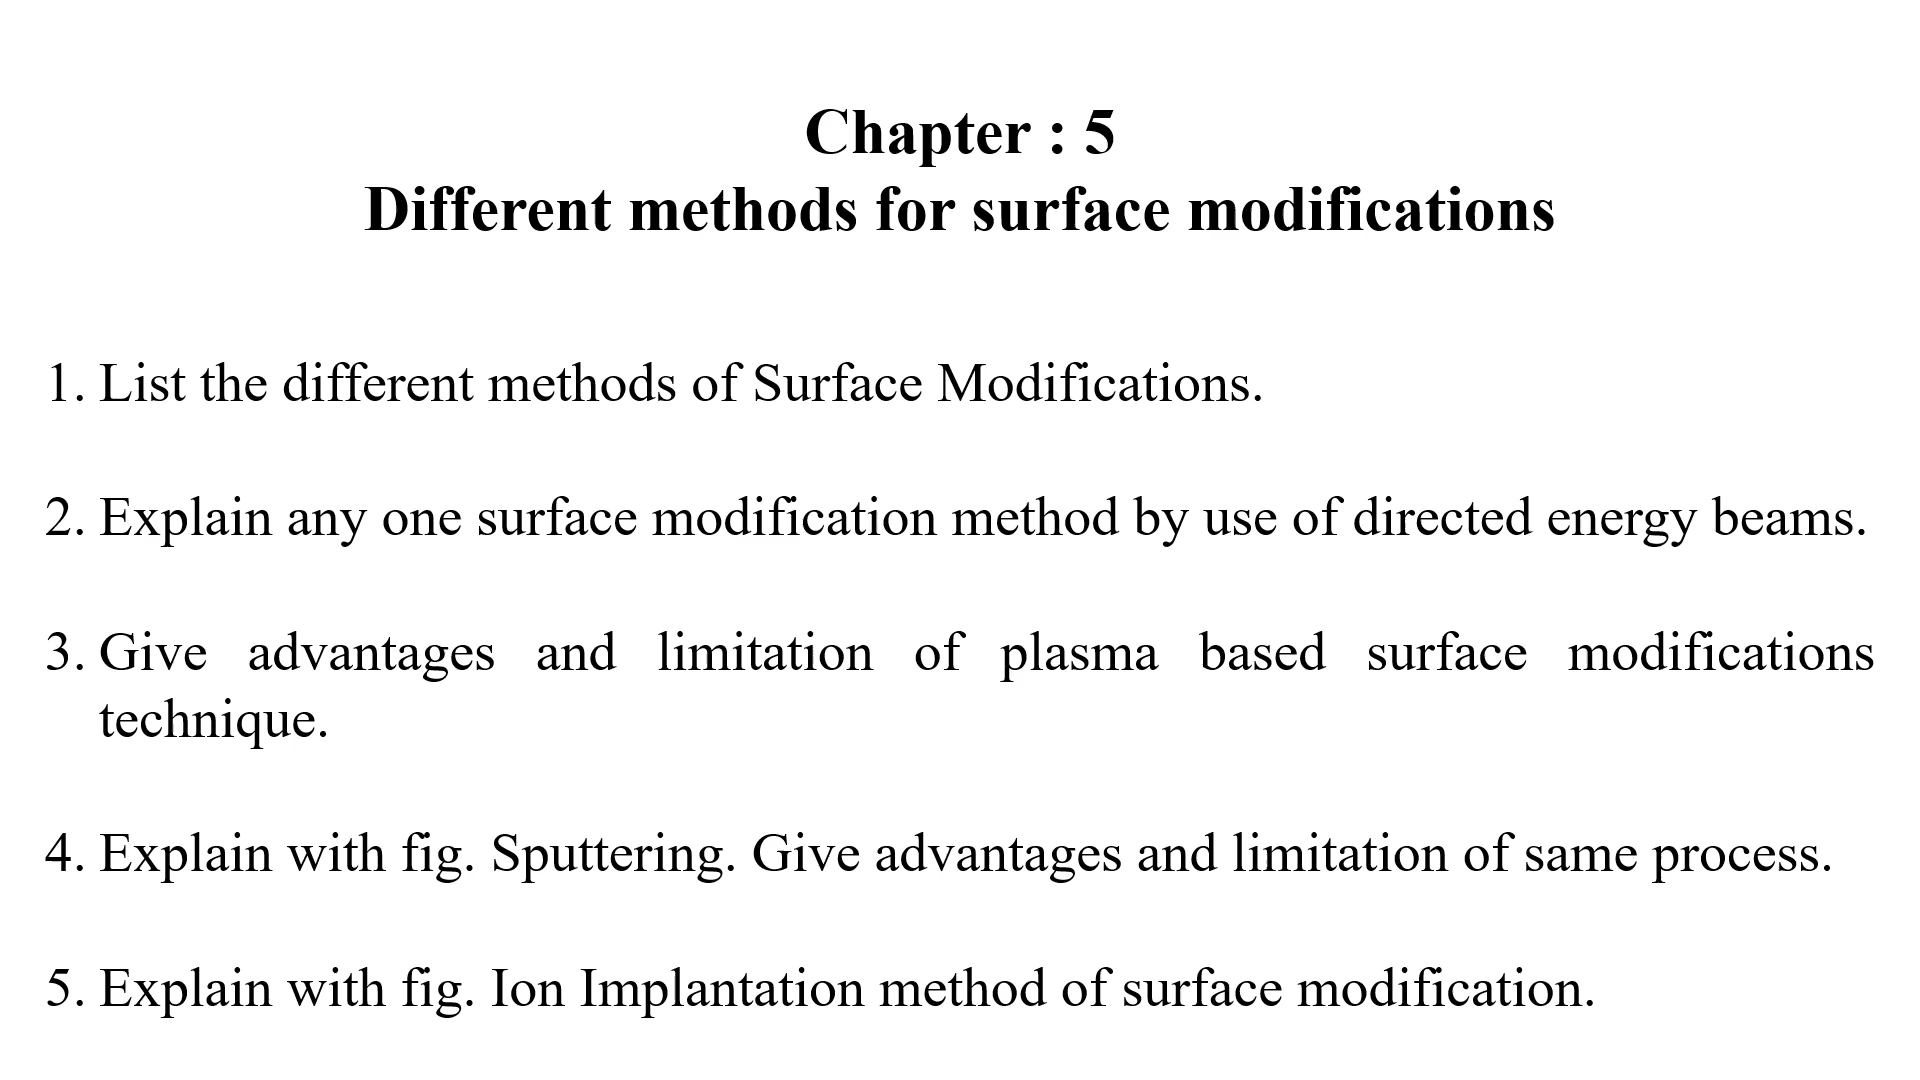 Chapter : 5
Different methods for surface modifications
1. List the different methods of Surface Modifications.
2. Explain any one surface modification method by use of directed energy beams.
3. Give advantages and limitation of plasma based surface modifications
technique.
4. Explain with fig. Sputtering. Give advantages and limitation of same process.
5. Explain with fig. Ion Implantation method of surface modification.